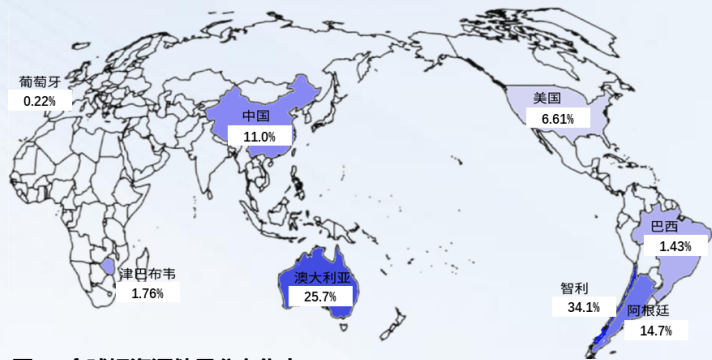 葡萄牙
0.22%
中国
11.0%
美国
6.61%
巴西
1.43%
津巴布韦
1.76%
澳大利亚
25.7%
智利
34.1%
阿根廷
14.7%